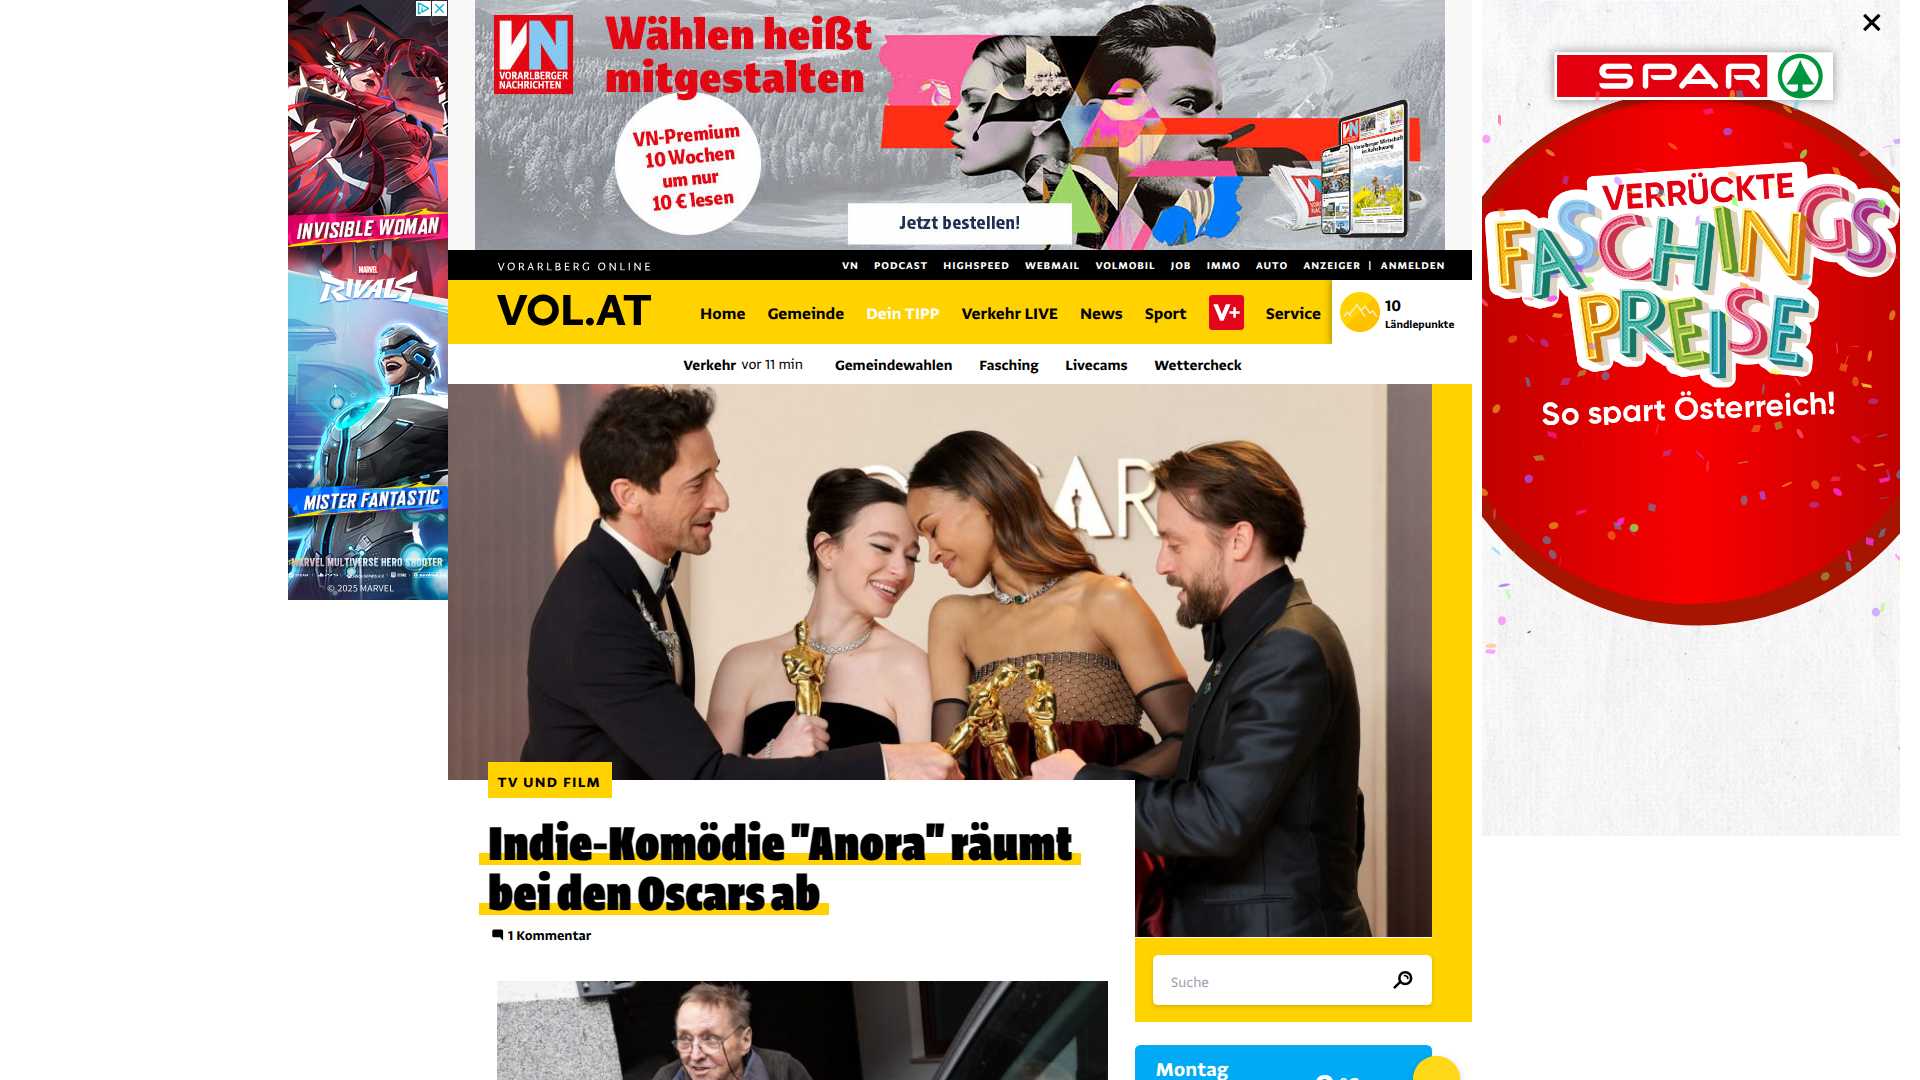 VN
VORARLBERGER
NACHRICHTEN
Wählen heißt
mitgestalten
VN-Premium
10 Wochen
um nur
10 € lesen
Jetzt bestellen!
INVISIBLE WOMAN
MARVEL
RIVALS
MISTER FANTASTIC
MARVEL MULTIVERSE HERO SHOOTER
© 2025 MARVEL
VORARLBERG ONLINE
VN PODCAST HIGHSPEED WEBMAIL VOLMOBIL JOB IMMO AUTO ANZEIGER | ANMELDEN
VOL.AT
Home Gemeinde Dein TIPP Verkehr LIVE News Sport V+ Service
10
Ländlepunkte
Verkehr vor 11 min Gemeindewahlen Fasching Livecams Wettercheck
TV UND FILM
Indie-Komödie "Anora" räumt
bei den Oscars ab
1 Kommentar
Suche
Montag
SPAR
VERRÜCKTE
FASCHINGS
PREISE
So spart Österreich!